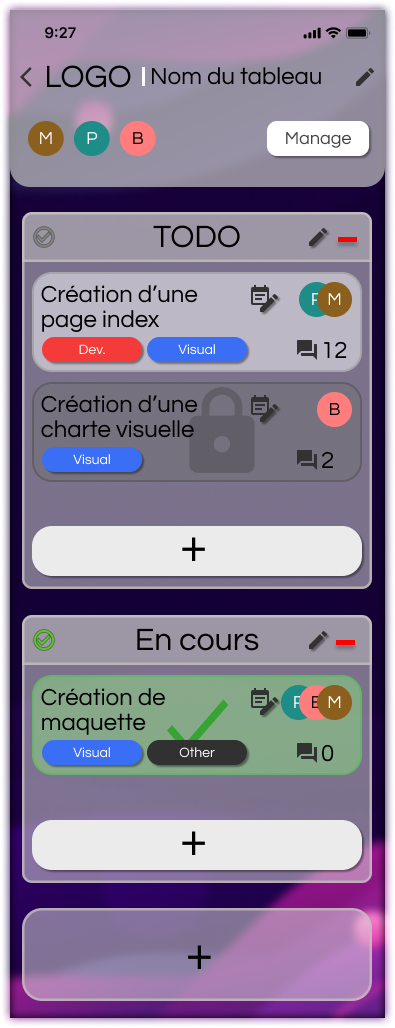 9:27
LOGO Nom du tableau
M P B Manage
TODO
Création d’une
page index
P M
Dev. Visual 12
Création d’une
charte visuelle
B
Visual 2
+
En cours
Création de
maquette
P B M
Visual Other 0
+
+